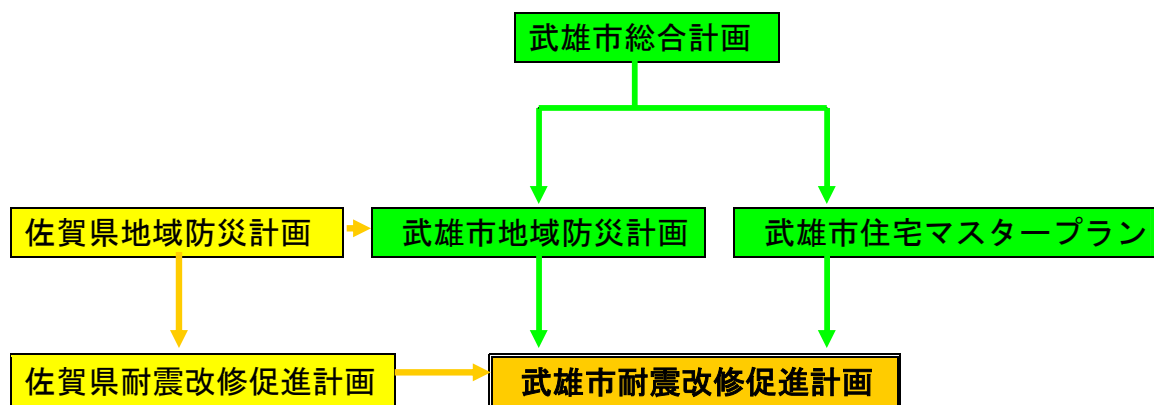 武雄市総合計画
佐賀県地域防災計画
武雄市地域防災計画
武雄市住宅マスタープラン
佐賀県耐震改修促進計画
武雄市耐震改修促進計画